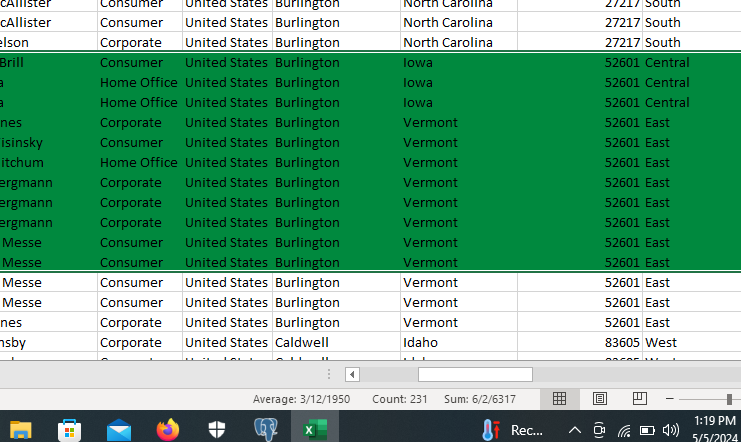 cAllister Consumer United States Burlington North Carolina 27217 South
cAllister Consumer United States Burlington North Carolina 27217 South
elson Corporate United States Burlington North Carolina 27217 South
Brill Consumer United States Burlington Iowa 52601 Central
a Home Office United States Burlington Iowa 52601 Central
a Home Office United States Burlington Iowa 52601 Central
nes Corporate United States Burlington Vermont 52601 East
isinsky Consumer United States Burlington Vermont 52601 East
itchum Home Office United States Burlington Vermont 52601 East
ergmann Corporate United States Burlington Vermont 52601 East
ergmann Corporate United States Burlington Vermont 52601 East
ergmann Corporate United States Burlington Vermont 52601 East
Messe Consumer United States Burlington Vermont 52601 East
Messe Consumer United States Burlington Vermont 52601 East
Messe Consumer United States Burlington Vermont 52601 East
Messe Consumer United States Burlington Vermont 52601 East
nes Corporate United States Burlington Vermont 52601 East
nsby Corporate United States Caldwell Idaho 83605 West
Average: 3/12/1950 Count: 231 Sum: 6/2/6317
Rec... 1:19 PM
5/5/2024